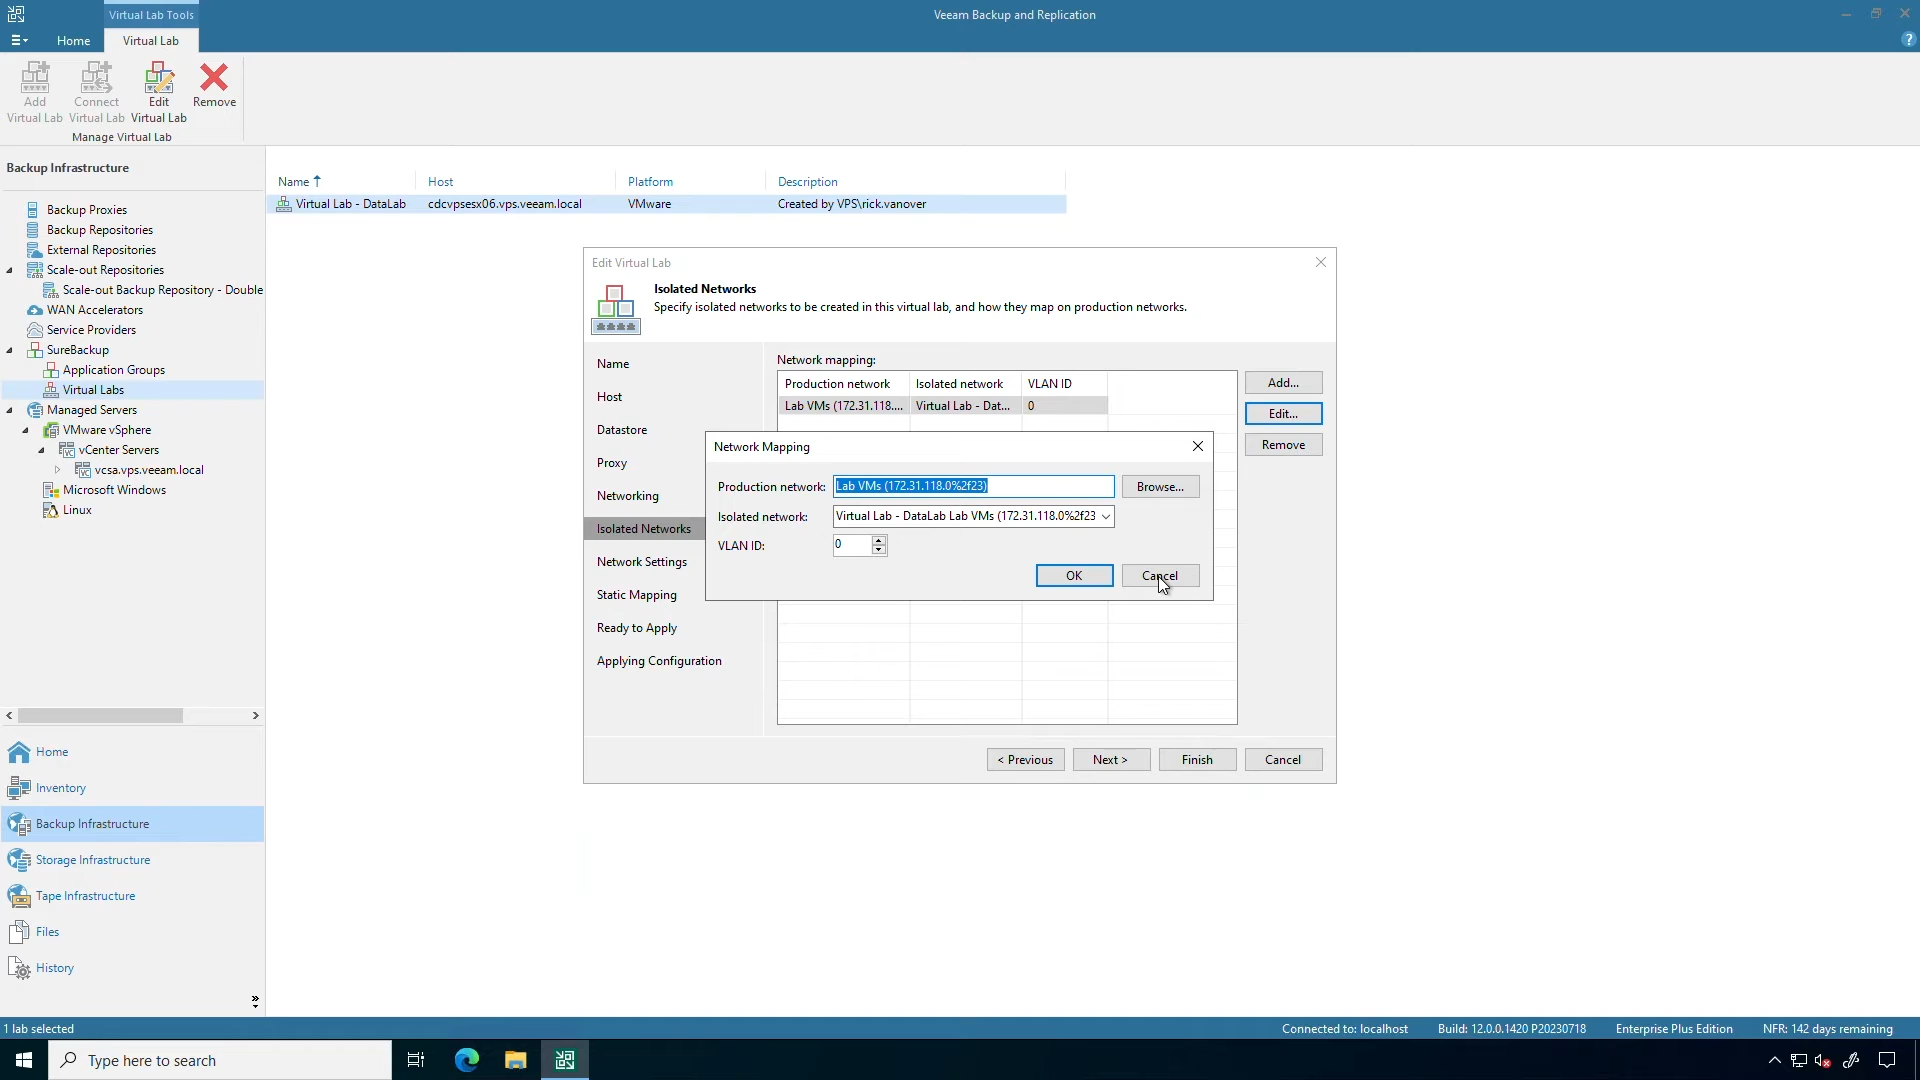 Virtual Lab Tools
Veeam Backup and Replication
Home
Virtual Lab
?
Add
Virtual Lab
Connect
Virtual Lab
Edit
Virtual Lab
Remove
Manage Virtual Lab
Backup Infrastructure
Backup Proxies
Backup Repositories
External Repositories
Scale-out Repositories
Scale-out Backup Repository - Double
WAN Accelerators
Service Providers
SureBackup
Application Groups
Virtual Labs
Managed Servers
VMware vSphere
vCenter Servers
vcsa.vps.veeam.local
Microsoft Windows
Linux
Home
Inventory
Backup Infrastructure
Storage Infrastructure
Tape Infrastructure
Files
History
Name Host Platform Description
Virtual Lab - DataLab cdcvpsesx06.vps.veeam.local VMware Created by VPS\rick.vanover
Edit Virtual Lab
Isolated Networks
Specify isolated networks to be created in this virtual lab, and how they map on production networks.
Name
Host
Datastore
Proxy
Networking
Isolated Networks
Network Settings
Static Mapping
Ready to Apply
Applying Configuration
Network mapping:
Production network Isolated network VLAN ID
Lab VMs (172.31.118.... Virtual Lab - Dat... 0
Add...
Edit...
Remove
Network Mapping
Production network: Lab VMs (172.31.118.0%2f23) Browse...
Isolated network: Virtual Lab - DataLab Lab VMs (172.31.118.0%2f23
VLAN ID: 0
OK Cancel
< Previous Next > Finish Cancel
1 lab selected
Connected to: localhost Build: 12.0.0.1420 P20230718 Enterprise Plus Edition NFR: 142 days remaining
Type here to search